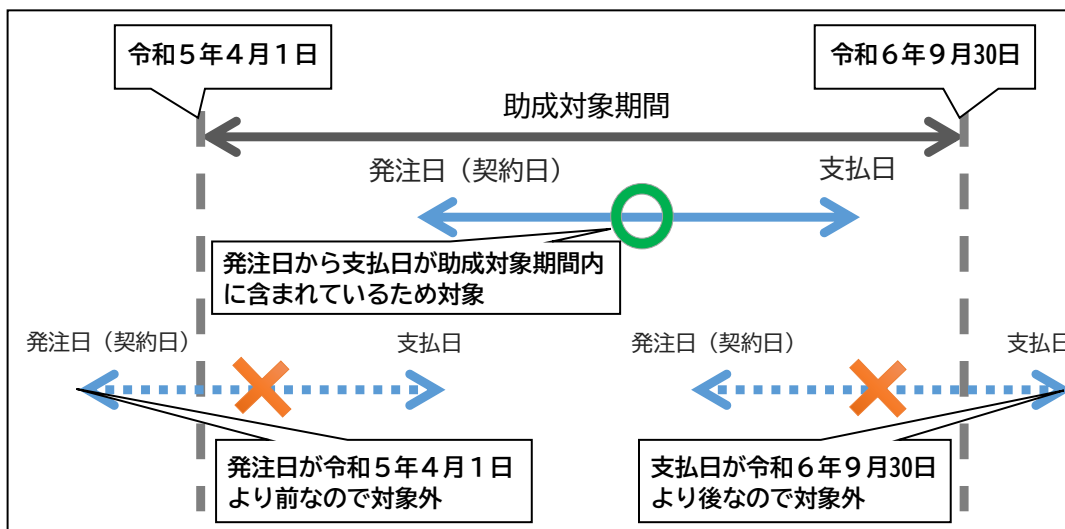 令和５年４月１日
令和６年９月30日
助成対象期間
発注日（契約日）
支払日
発注日から支払日が助成対象期間内
に含まれているため対象
発注日（契約日）
支払日
発注日（契約日）
支払日
発注日が令和５年４月１日
より前なので対象外
支払日が令和６年９月30日
より後なので対象外